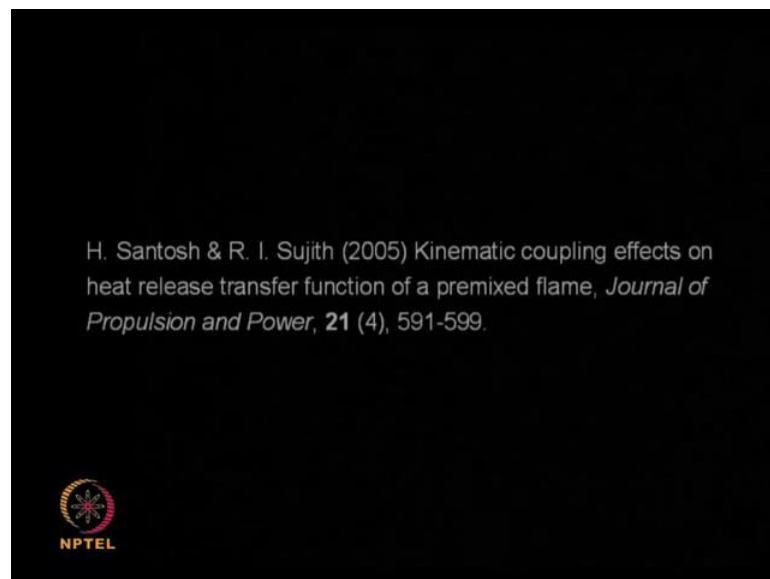 H. Santosh & R. I. Sujith (2005) Kinematic coupling effects on
heat release transfer function of a premixed flame, Journal of
Propulsion and Power, 21 (4), 591-599.
NPTEL